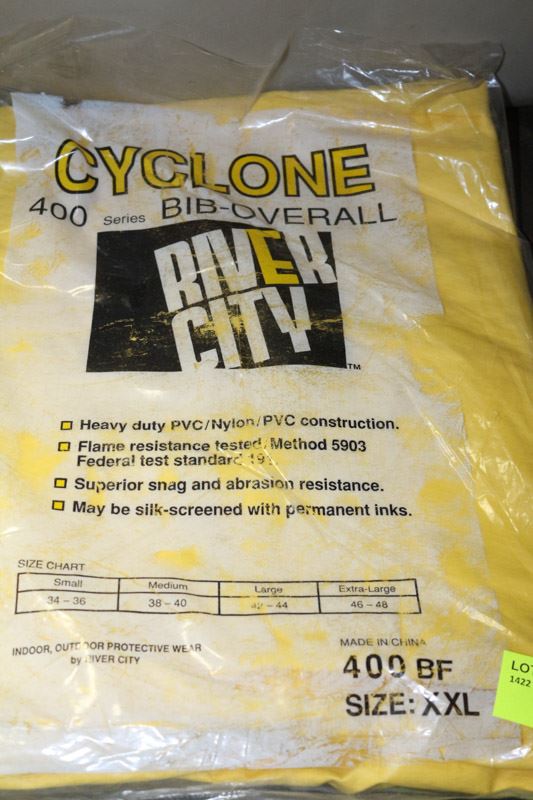 CYCLONE
400 Series BIB-OVERALL
RIVER
CITY
TM
Heavy duty PVC/Nylon/PVC construction.
Flame resistance tested. Method 5903
Federal test standard 191.
Superior snag and abrasion resistance.
May be silk-screened with permanent inks.
SIZE CHART
Small Medium Large Extra-Large
34 – 36 38 – 40 42 – 44 46 – 48
INDOOR, OUTDOOR PROTECTIVE WEAR
by RIVER CITY
MADE IN CHINA
400 BF
SIZE: XXL
LOT
1422